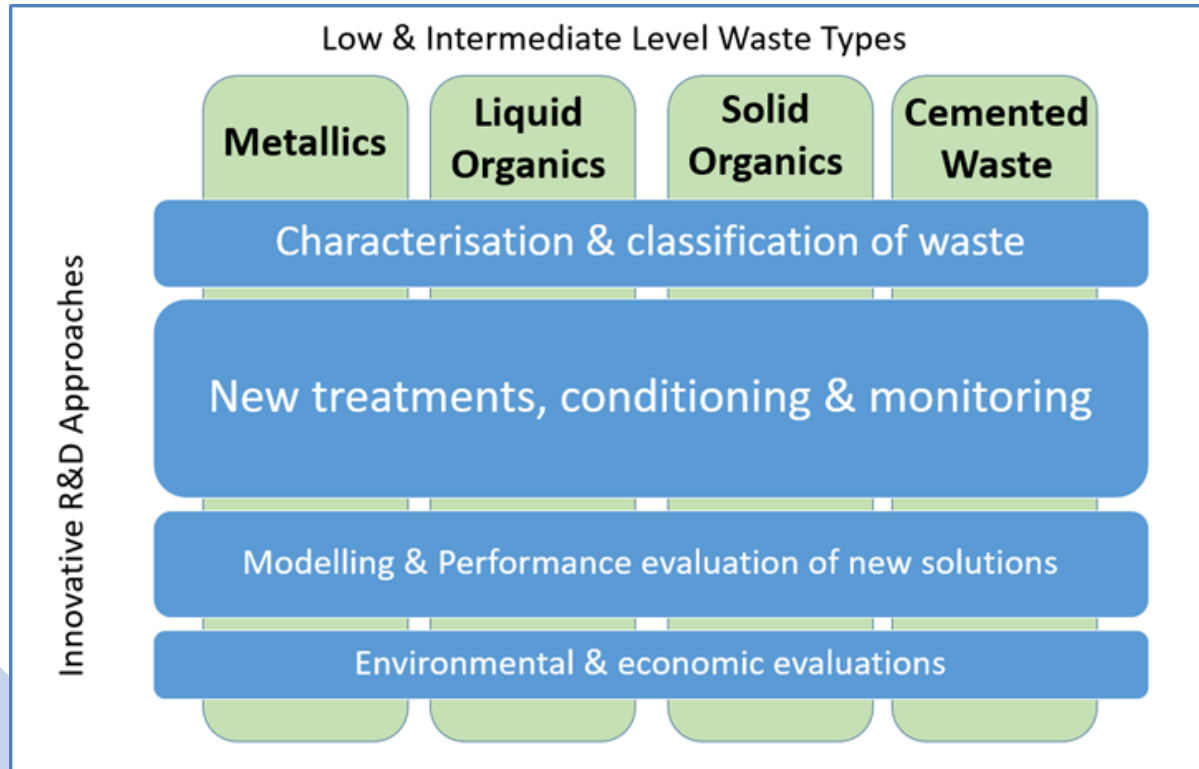 Low & Intermediate Level Waste Types
Metallics
Liquid
Organics
Solid
Organics
Cemented
Waste
Innovative R&D Approaches
Characterisation & classification of waste
New treatments, conditioning & monitoring
Modelling & Performance evaluation of new solutions
Environmental & economic evaluations